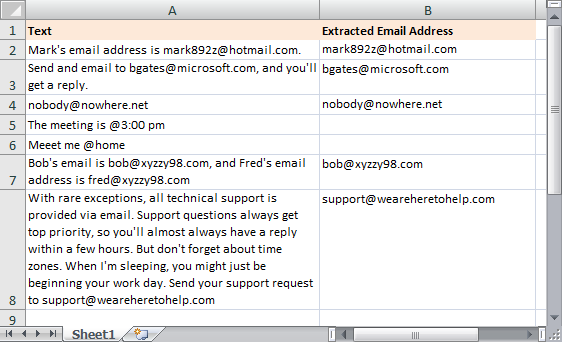 A B
1 Text Extracted Email Address
2 Mark's email address is mark892z@hotmail.com. mark892z@hotmail.com
Send and email to bgates@microsoft.com, and you'll bgates@microsoft.com
3 get a reply.
4 nobody@nowhere.net nobody@nowhere.net
5 The meeting is @3:00 pm
6 Meeet me @home
Bob's email is bob@xyzzy98.com, and Fred's email bob@xyzzy98.com
7 address is fred@xyzzy98.com
With rare exceptions, all technical support is support@weareheretohelp.com
provided via email. Support questions always get
top priority, so you'll almost always have a reply
within a few hours. But don't forget about time
zones. When I'm sleeping, you might just be
beginning your work day. Send your support request
8 to support@weareheretohelp.com
9
Sheet1